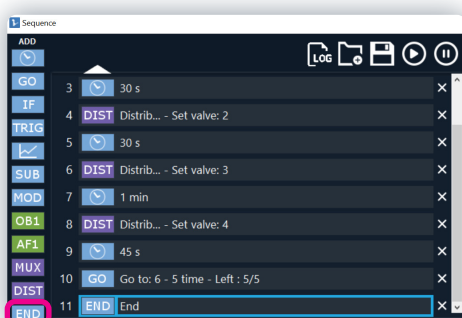 Sequence
ADD
LOG
GO
IF
TRIG
SUB
MOD
OB1
AF1
MUX
DIST
END
3 30 s
4 DIST Distrib... - Set valve: 2
5 30 s
6 DIST Distrib... - Set valve: 3
7 1 min
8 DIST Distrib... - Set valve: 4
9 45 s
10 GO Go to: 6 - 5 time - Left : 5/5
11 END End